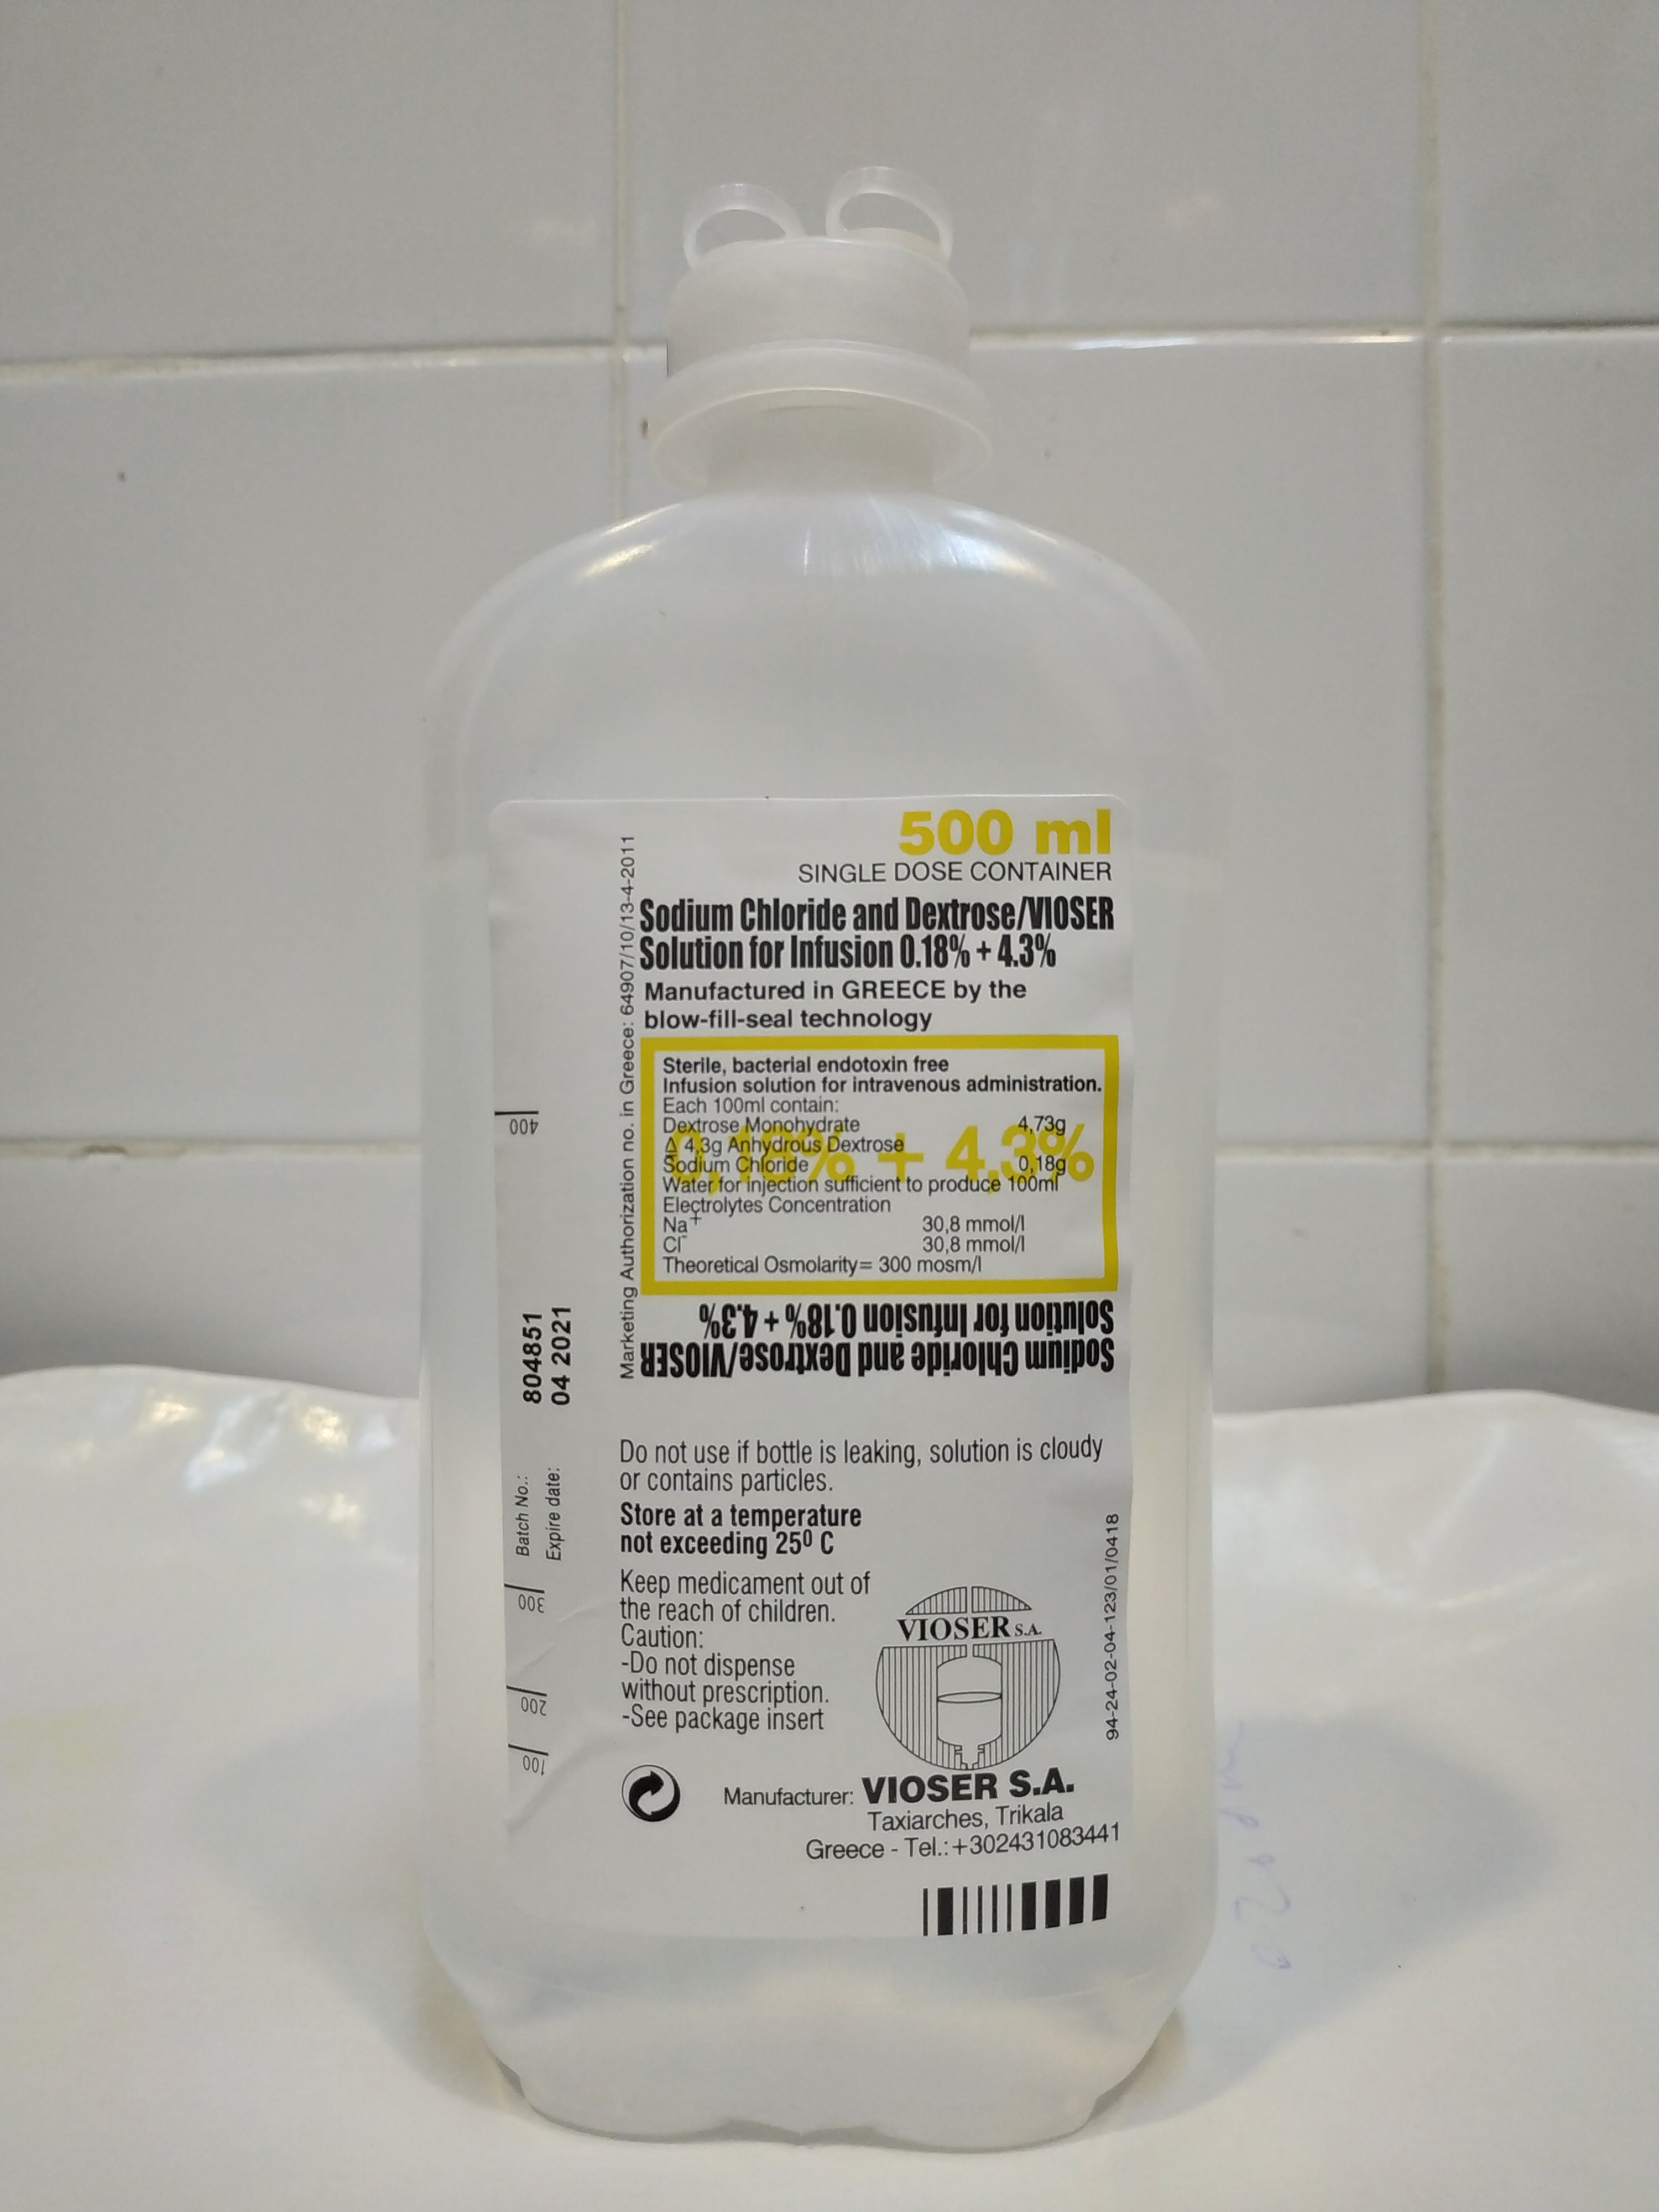 500 ml
SINGLE DOSE CONTAINER
Sodium Chloride and Dextrose/VIOSER
Solution for Infusion 0.18% + 4.3%
Manufactured in GREECE by the
blow-fill-seal technology
Sterile, bacterial endotoxin free
Infusion solution for intravenous administration.
Each 100ml contain:
Dextrose Monohydrate 4,73g
Δ 4,3g Anhydrous Dextrose
Sodium Chloride 0,18g
Water for injection sufficient to produce 100ml
Electrolytes Concentration
Na+ 30,8 mmol/l
Cl- 30,8 mmol/l
Theoretical Osmolarity= 300 mosm/l
0,18% + 4,3%
Sodium Chloride and Dextrose/VIOSER
Solution for Infusion 0.18% + 4.3%
Marketing Authorization no. in Greece: 64907/10/13-4-2011
Batch No.: 804851
Expire date: 04 2021
400
300
200
100
Do not use if bottle is leaking, solution is cloudy
or contains particles.
Store at a temperature
not exceeding 25º C
Keep medicament out of
the reach of children.
Caution:
-Do not dispense
without prescription.
-See package insert
VIOSER S.A.
94-24-02-04-123/01/0418
Manufacturer: VIOSER S.A.
Taxiarches, Trikala
Greece - Tel.:+302431083441